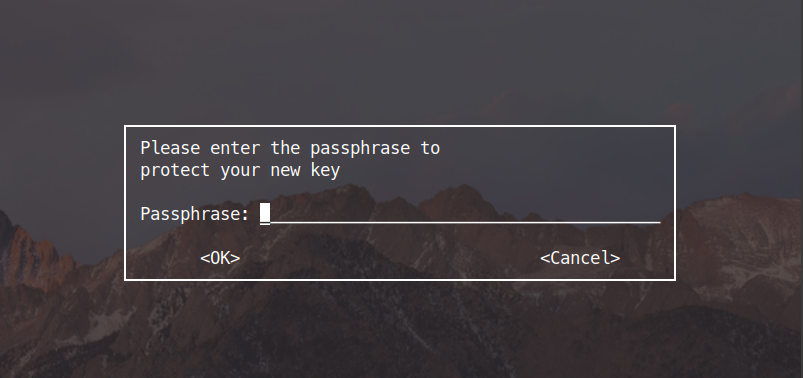 Please enter the passphrase to
protect your new key
Passphrase:
<OK> <Cancel>